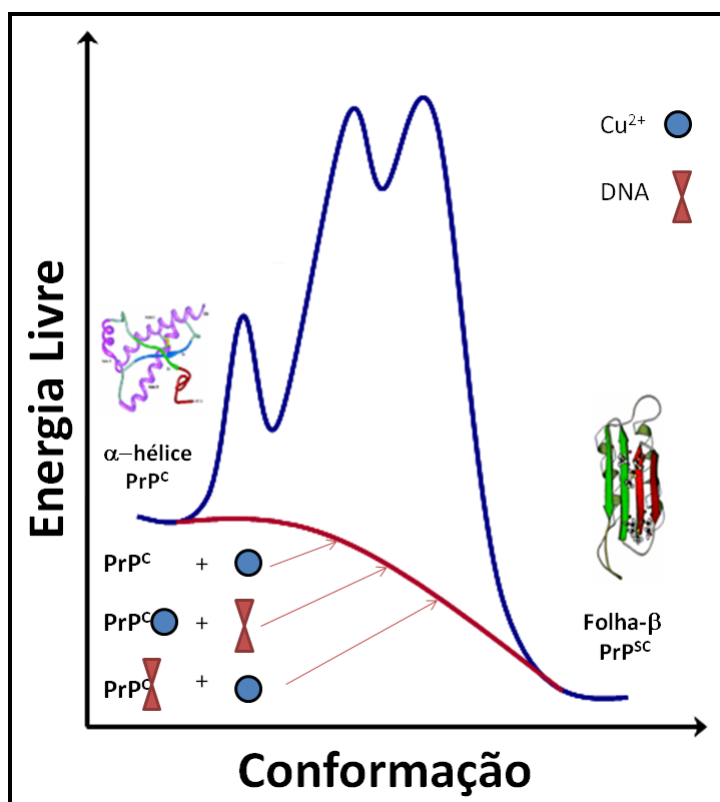 Cu²⁺
DNA
Energia Livre
α-hélice
PrPᶜ
Folha-β
PrPˢᶜ
PrPᶜ +
PrPᶜ +
PrPᶜ +
Conformação